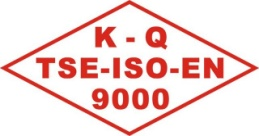 K - Q
TSE-ISO-EN
9000